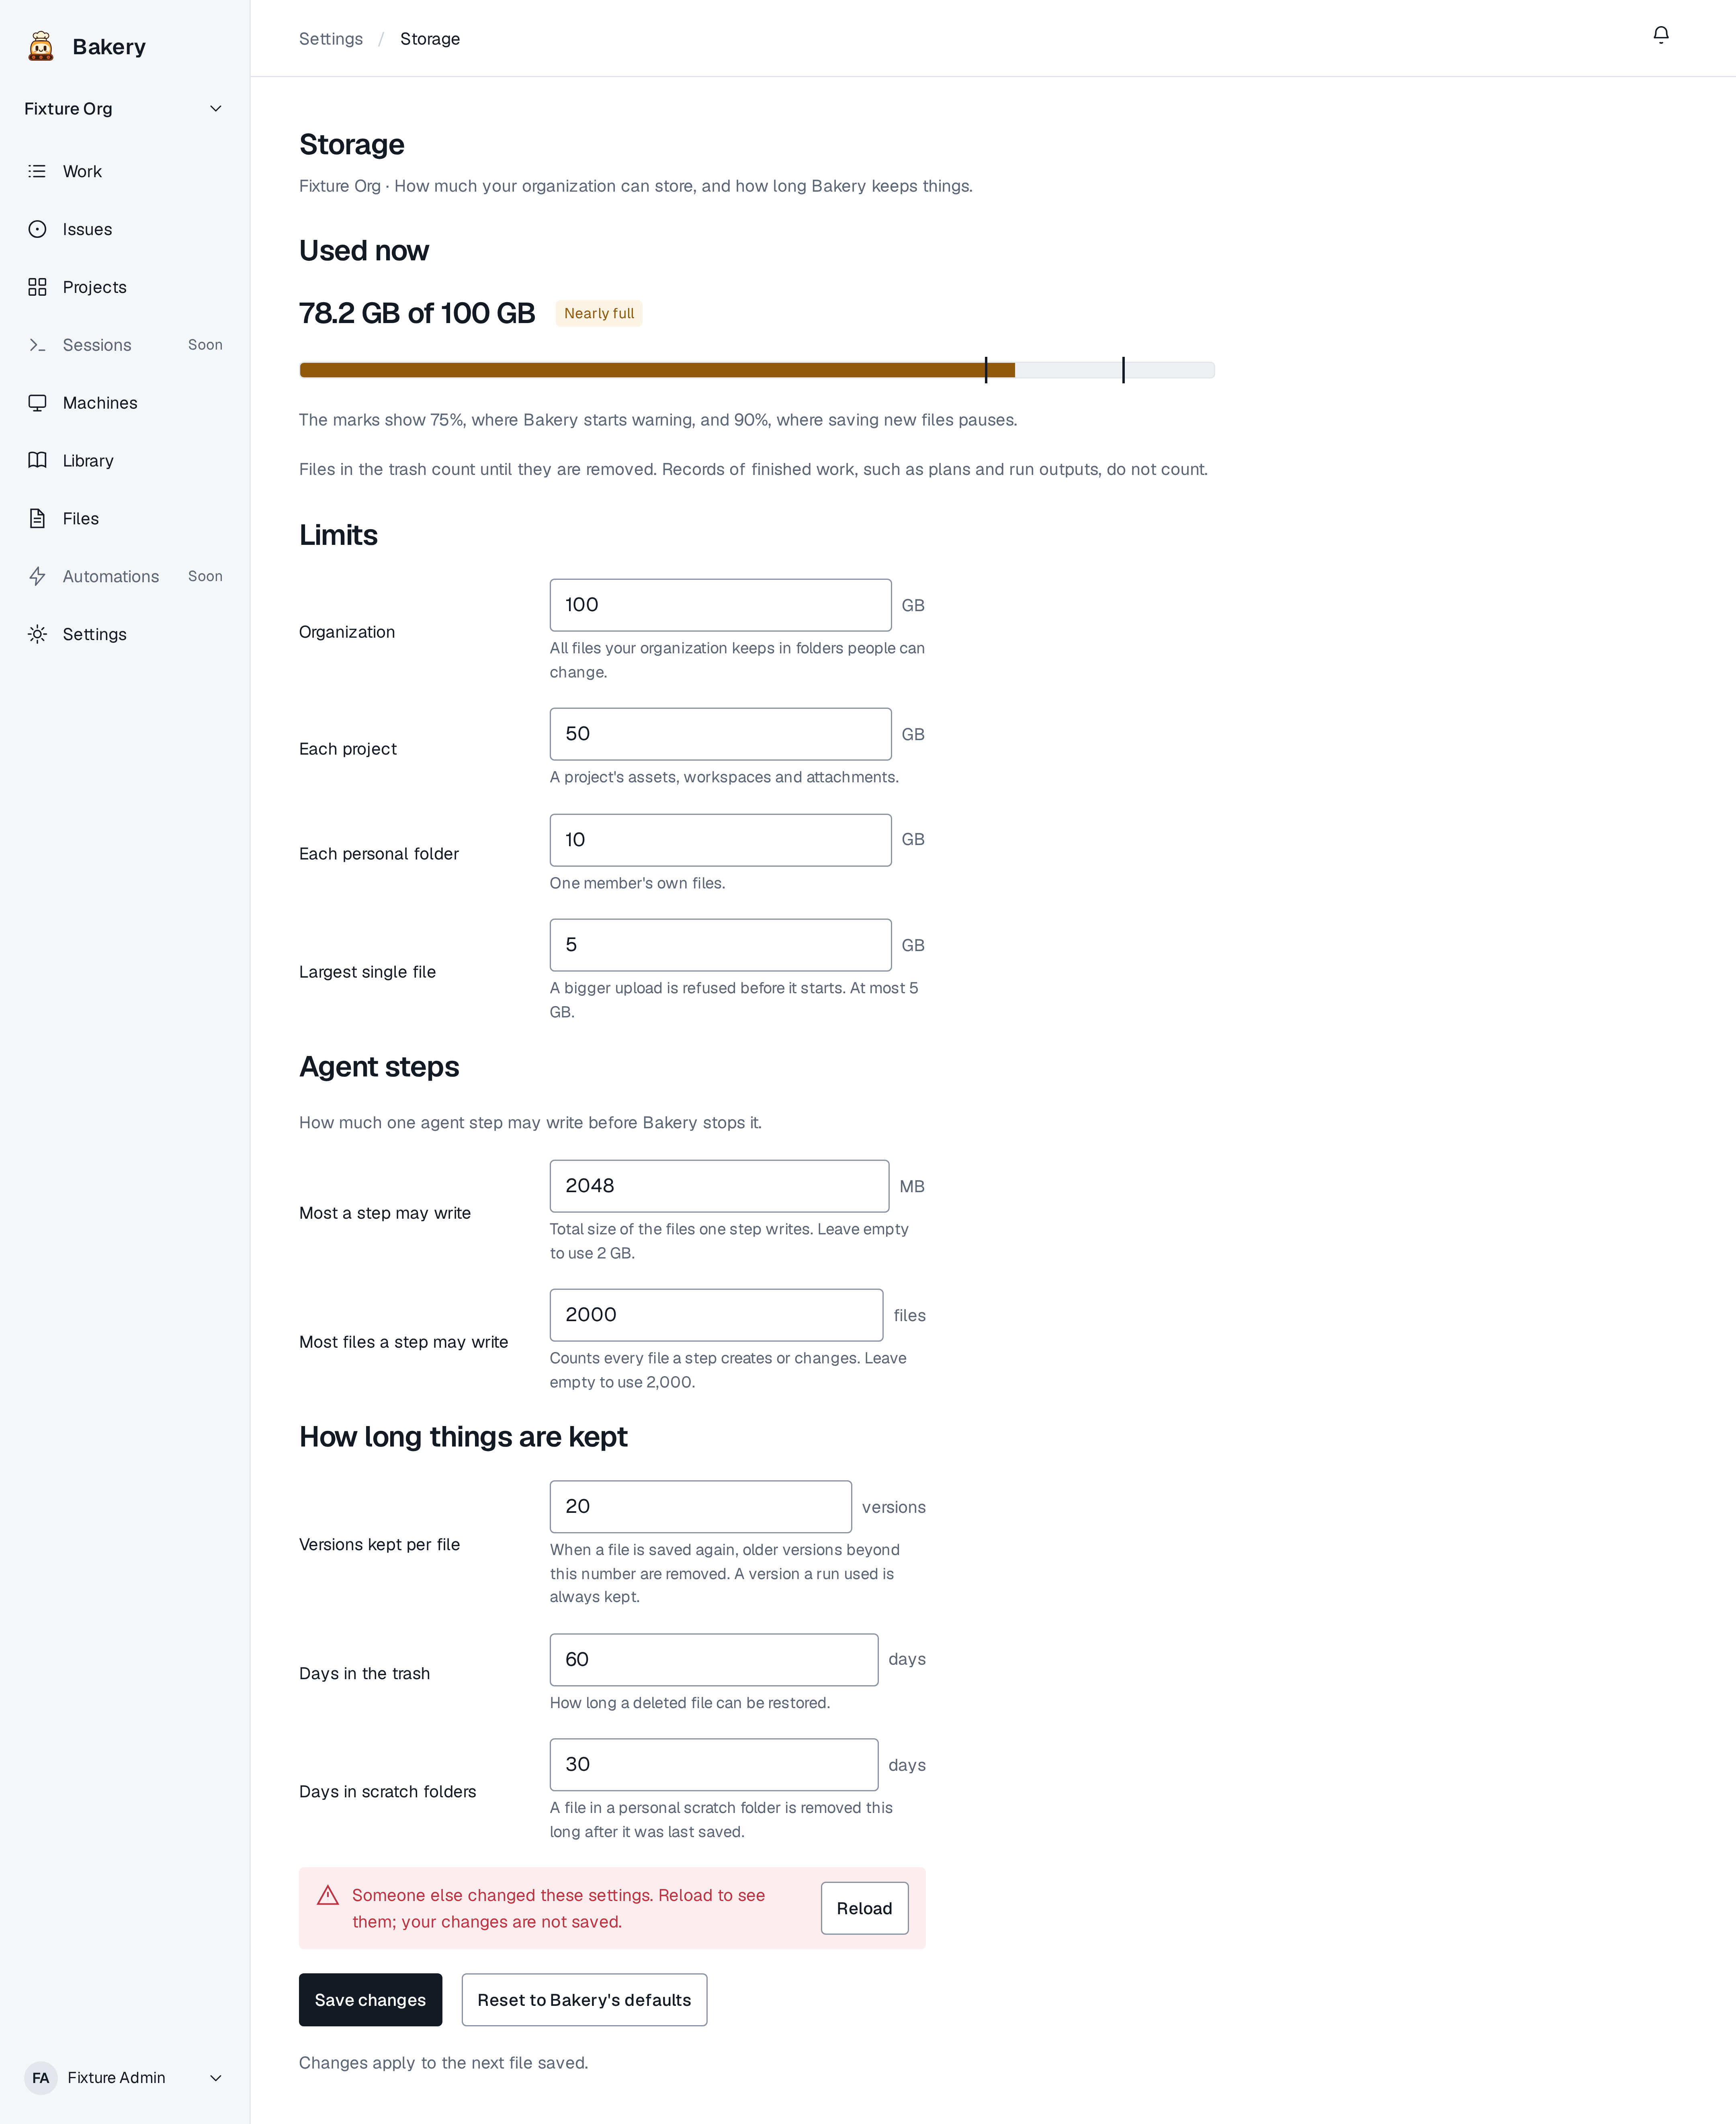 Bakery
Fixture Org
Work
Issues
Projects
Sessions Soon
Machines
Library
Files
Automations Soon
Settings
FA Fixture Admin
Settings / Storage
Storage
Fixture Org · How much your organization can store, and how long Bakery keeps things.
Used now
78.2 GB of 100 GB Nearly full
The marks show 75%, where Bakery starts warning, and 90%, where saving new files pauses.
Files in the trash count until they are removed. Records of finished work, such as plans and run outputs, do not count.
Limits
Organization
100 GB
All files your organization keeps in folders people can
change.
Each project
50 GB
A project's assets, workspaces and attachments.
Each personal folder
10 GB
One member's own files.
Largest single file
5 GB
A bigger upload is refused before it starts. At most 5
GB.
Agent steps
How much one agent step may write before Bakery stops it.
Most a step may write
2048 MB
Total size of the files one step writes. Leave empty
to use 2 GB.
Most files a step may write
2000 files
Counts every file a step creates or changes. Leave
empty to use 2,000.
How long things are kept
Versions kept per file
20 versions
When a file is saved again, older versions beyond
this number are removed. A version a run used is
always kept.
Days in the trash
60 days
How long a deleted file can be restored.
Days in scratch folders
30 days
A file in a personal scratch folder is removed this
long after it was last saved.
Someone else changed these settings. Reload to see
them; your changes are not saved.
Reload
Save changes
Reset to Bakery's defaults
Changes apply to the next file saved.